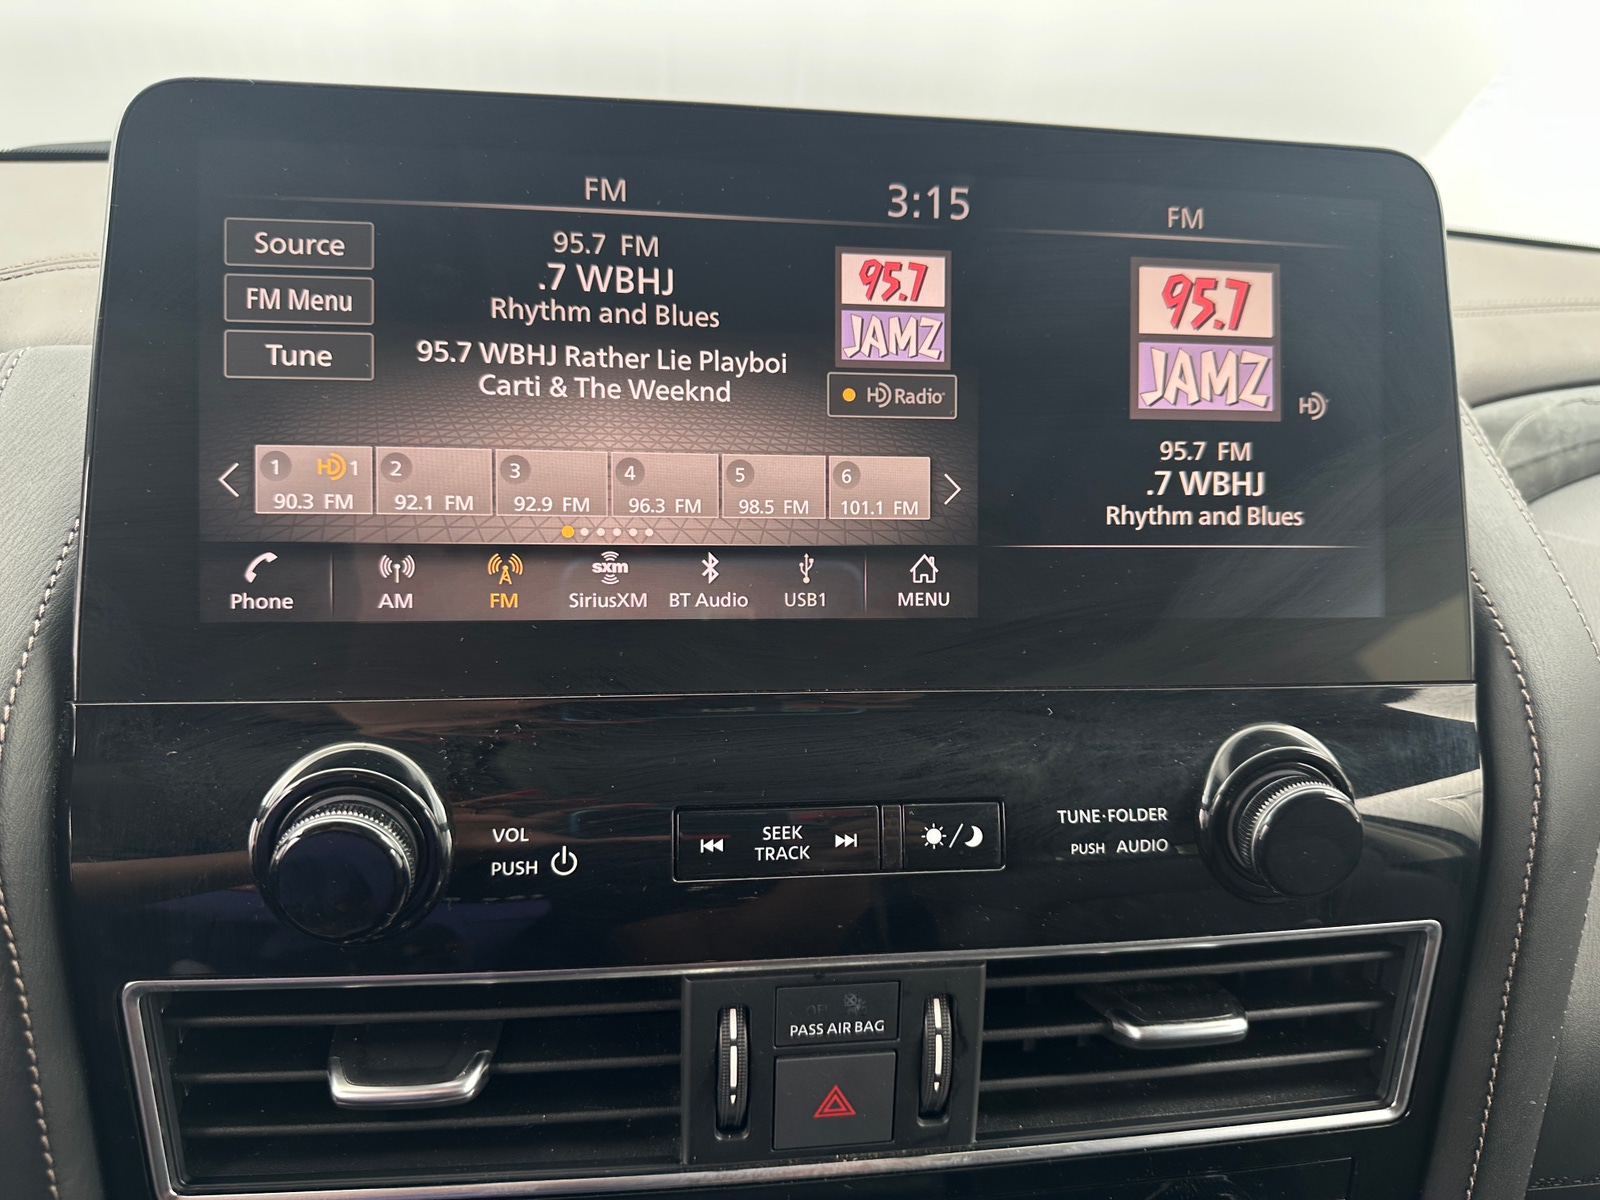 FM
3:15
Source
FM Menu
Tune
95.7 FM
.7 WBHJ
Rhythm and Blues
95.7 WBHJ Rather Lie Playboi
Carti & The Weeknd
95.7
JAMZ
HD Radio
1 HD 1
90.3 FM
2
92.1 FM
3
92.9 FM
4
96.3 FM
5
98.5 FM
6
101.1 FM
Phone
AM
FM
sxm
SiriusXM
BT Audio
USB1
MENU
FM
95.7
JAMZ
HD
95.7 FM
.7 WBHJ
Rhythm and Blues
VOL
PUSH
SEEK
TRACK
TUNE·FOLDER
PUSH AUDIO
PASS AIR BAG